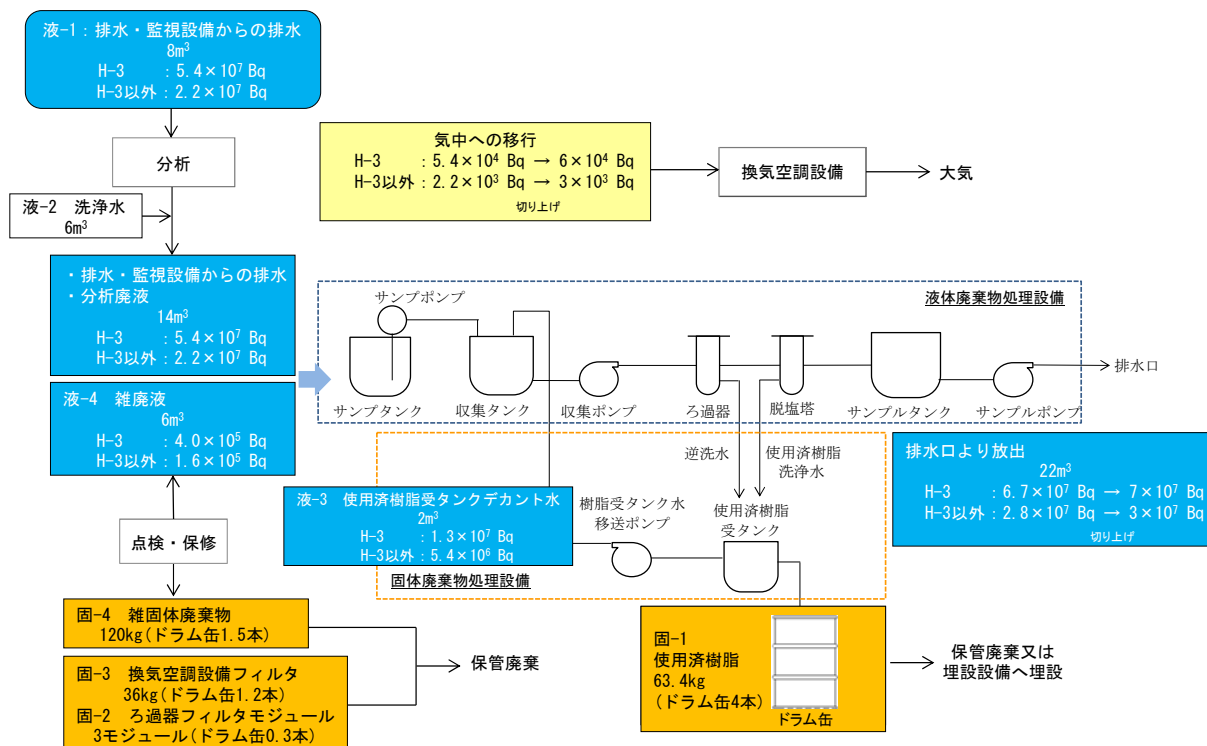 液-1：排水・監視設備からの排水
8m³
H-3　　：5.4×10⁷ Bq
H-3以外：2.2×10⁷ Bq
分析
液-2　洗浄水
6m³
・排水・監視設備からの排水
・分析廃液
14m³
H-3　　：5.4×10⁷ Bq
H-3以外：2.2×10⁷ Bq
液-4　雑廃液
6m³
H-3　　：4.0×10⁵ Bq
H-3以外：1.6×10⁵ Bq
点検・保修
固-4　雑固体廃棄物
120kg(ドラム缶1.5本)
固-3　換気空調設備フィルタ
36kg(ドラム缶1.2本)
固-2　ろ過器フィルタモジュール
3モジュール(ドラム缶0.3本)
保管廃棄
気中への移行
H-3　　：5.4×10⁴ Bq → 6×10⁴ Bq
H-3以外：2.2×10³ Bq → 3×10³ Bq
切り上げ
換気空調設備
大気
液体廃棄物処理設備
サンプポンプ
サンプタンク
収集タンク
収集ポンプ
ろ過器
脱塩塔
サンプルタンク
サンプルポンプ
排水口
逆洗水
使用済樹脂
洗浄水
液-3　使用済樹脂受タンクデカント水
2m³
H-3　　：1.3×10⁷ Bq
H-3以外：5.4×10⁶ Bq
樹脂受タンク水
移送ポンプ
使用済樹脂
受タンク
固体廃棄物処理設備
排水口より放出
22m³
H-3　　：6.7×10⁷ Bq → 7×10⁷ Bq
H-3以外：2.8×10⁷ Bq → 3×10⁷ Bq
切り上げ
固-1
使用済樹脂
63.4kg
(ドラム缶4本)
ドラム缶
保管廃棄又は
埋設設備へ埋設